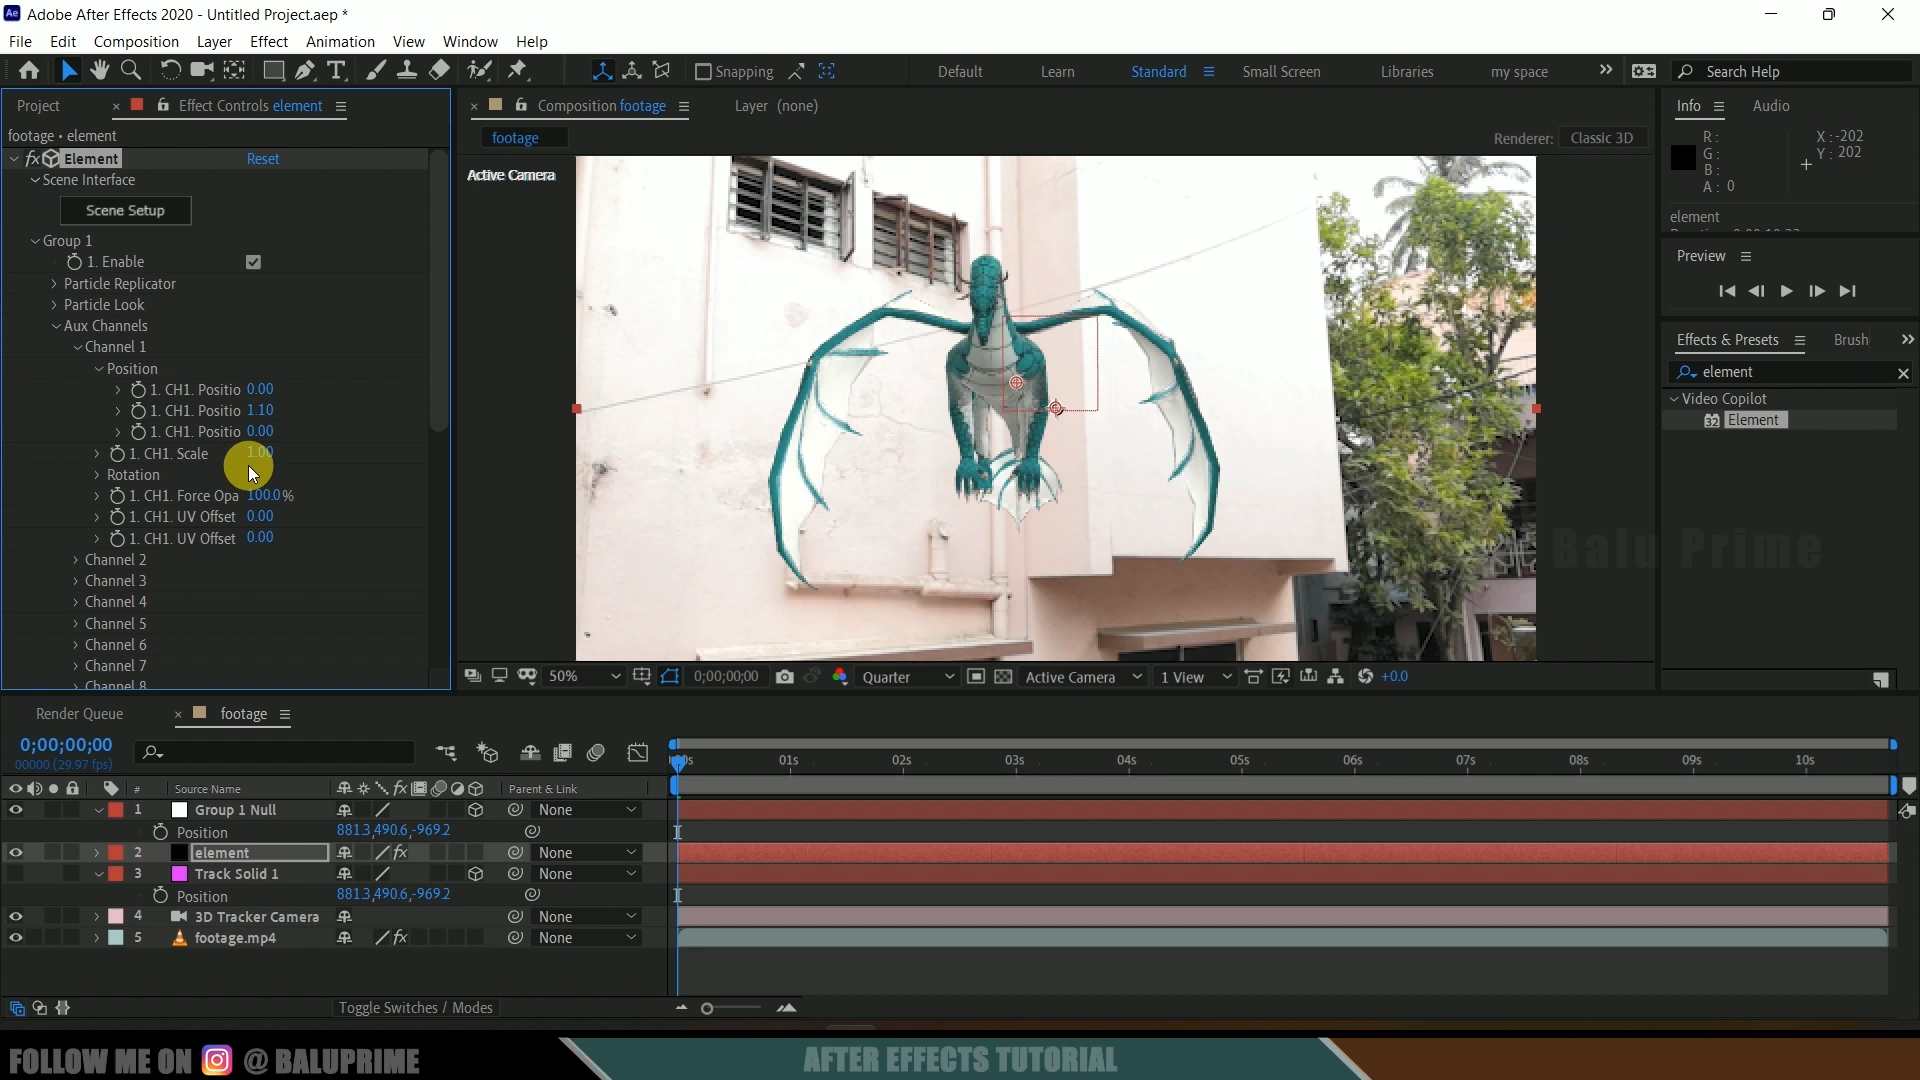 Ae Adobe After Effects 2020 - Untitled Project.aep *
File Edit Composition Layer Effect Animation View Window Help
Snapping Default Learn Standard Small Screen Libraries my space Search Help
Project Effect Controls element Composition footage Layer (none) Info Audio
footage • element
footage
Renderer: Classic 3D
fx Element Reset
Scene Interface
Scene Setup
Group 1
1. Enable
Particle Replicator
Particle Look
Aux Channels
Channel 1
Position
1. CH1. Positio 0.00
1. CH1. Positio 1.10
1. CH1. Positio 0.00
1. CH1. Scale 1.00
Rotation
1. CH1. Force Opa 100.0%
1. CH1. UV Offset 0.00
1. CH1. UV Offset 0.00
Channel 2
Channel 3
Channel 4
Channel 5
Channel 6
Channel 7
Channel 8
Active Camera
R :
G :
B :
A : 0
X : -202
Y : 202
element
Preview
Effects & Presets Brush
element
Video Copilot
32 Element
Balu Prime
50% 0;00;00;00 Quarter Active Camera 1 View +0.0
Render Queue footage
0;00;00;00
00000 (29.97 fps)
01s 02s 03s 04s 05s 06s 07s 08s 09s 10s
# Source Name fx Parent & Link
1 Group 1 Null None
Position 881.3,490.6,-969.2
2 element fx None
3 Track Solid 1 None
Position 881.3,490.6,-969.2
4 3D Tracker Camera None
5 footage.mp4 fx None
Toggle Switches / Modes
FOLLOW ME ON @ BALUPRIME
AFTER EFFECTS TUTORIAL